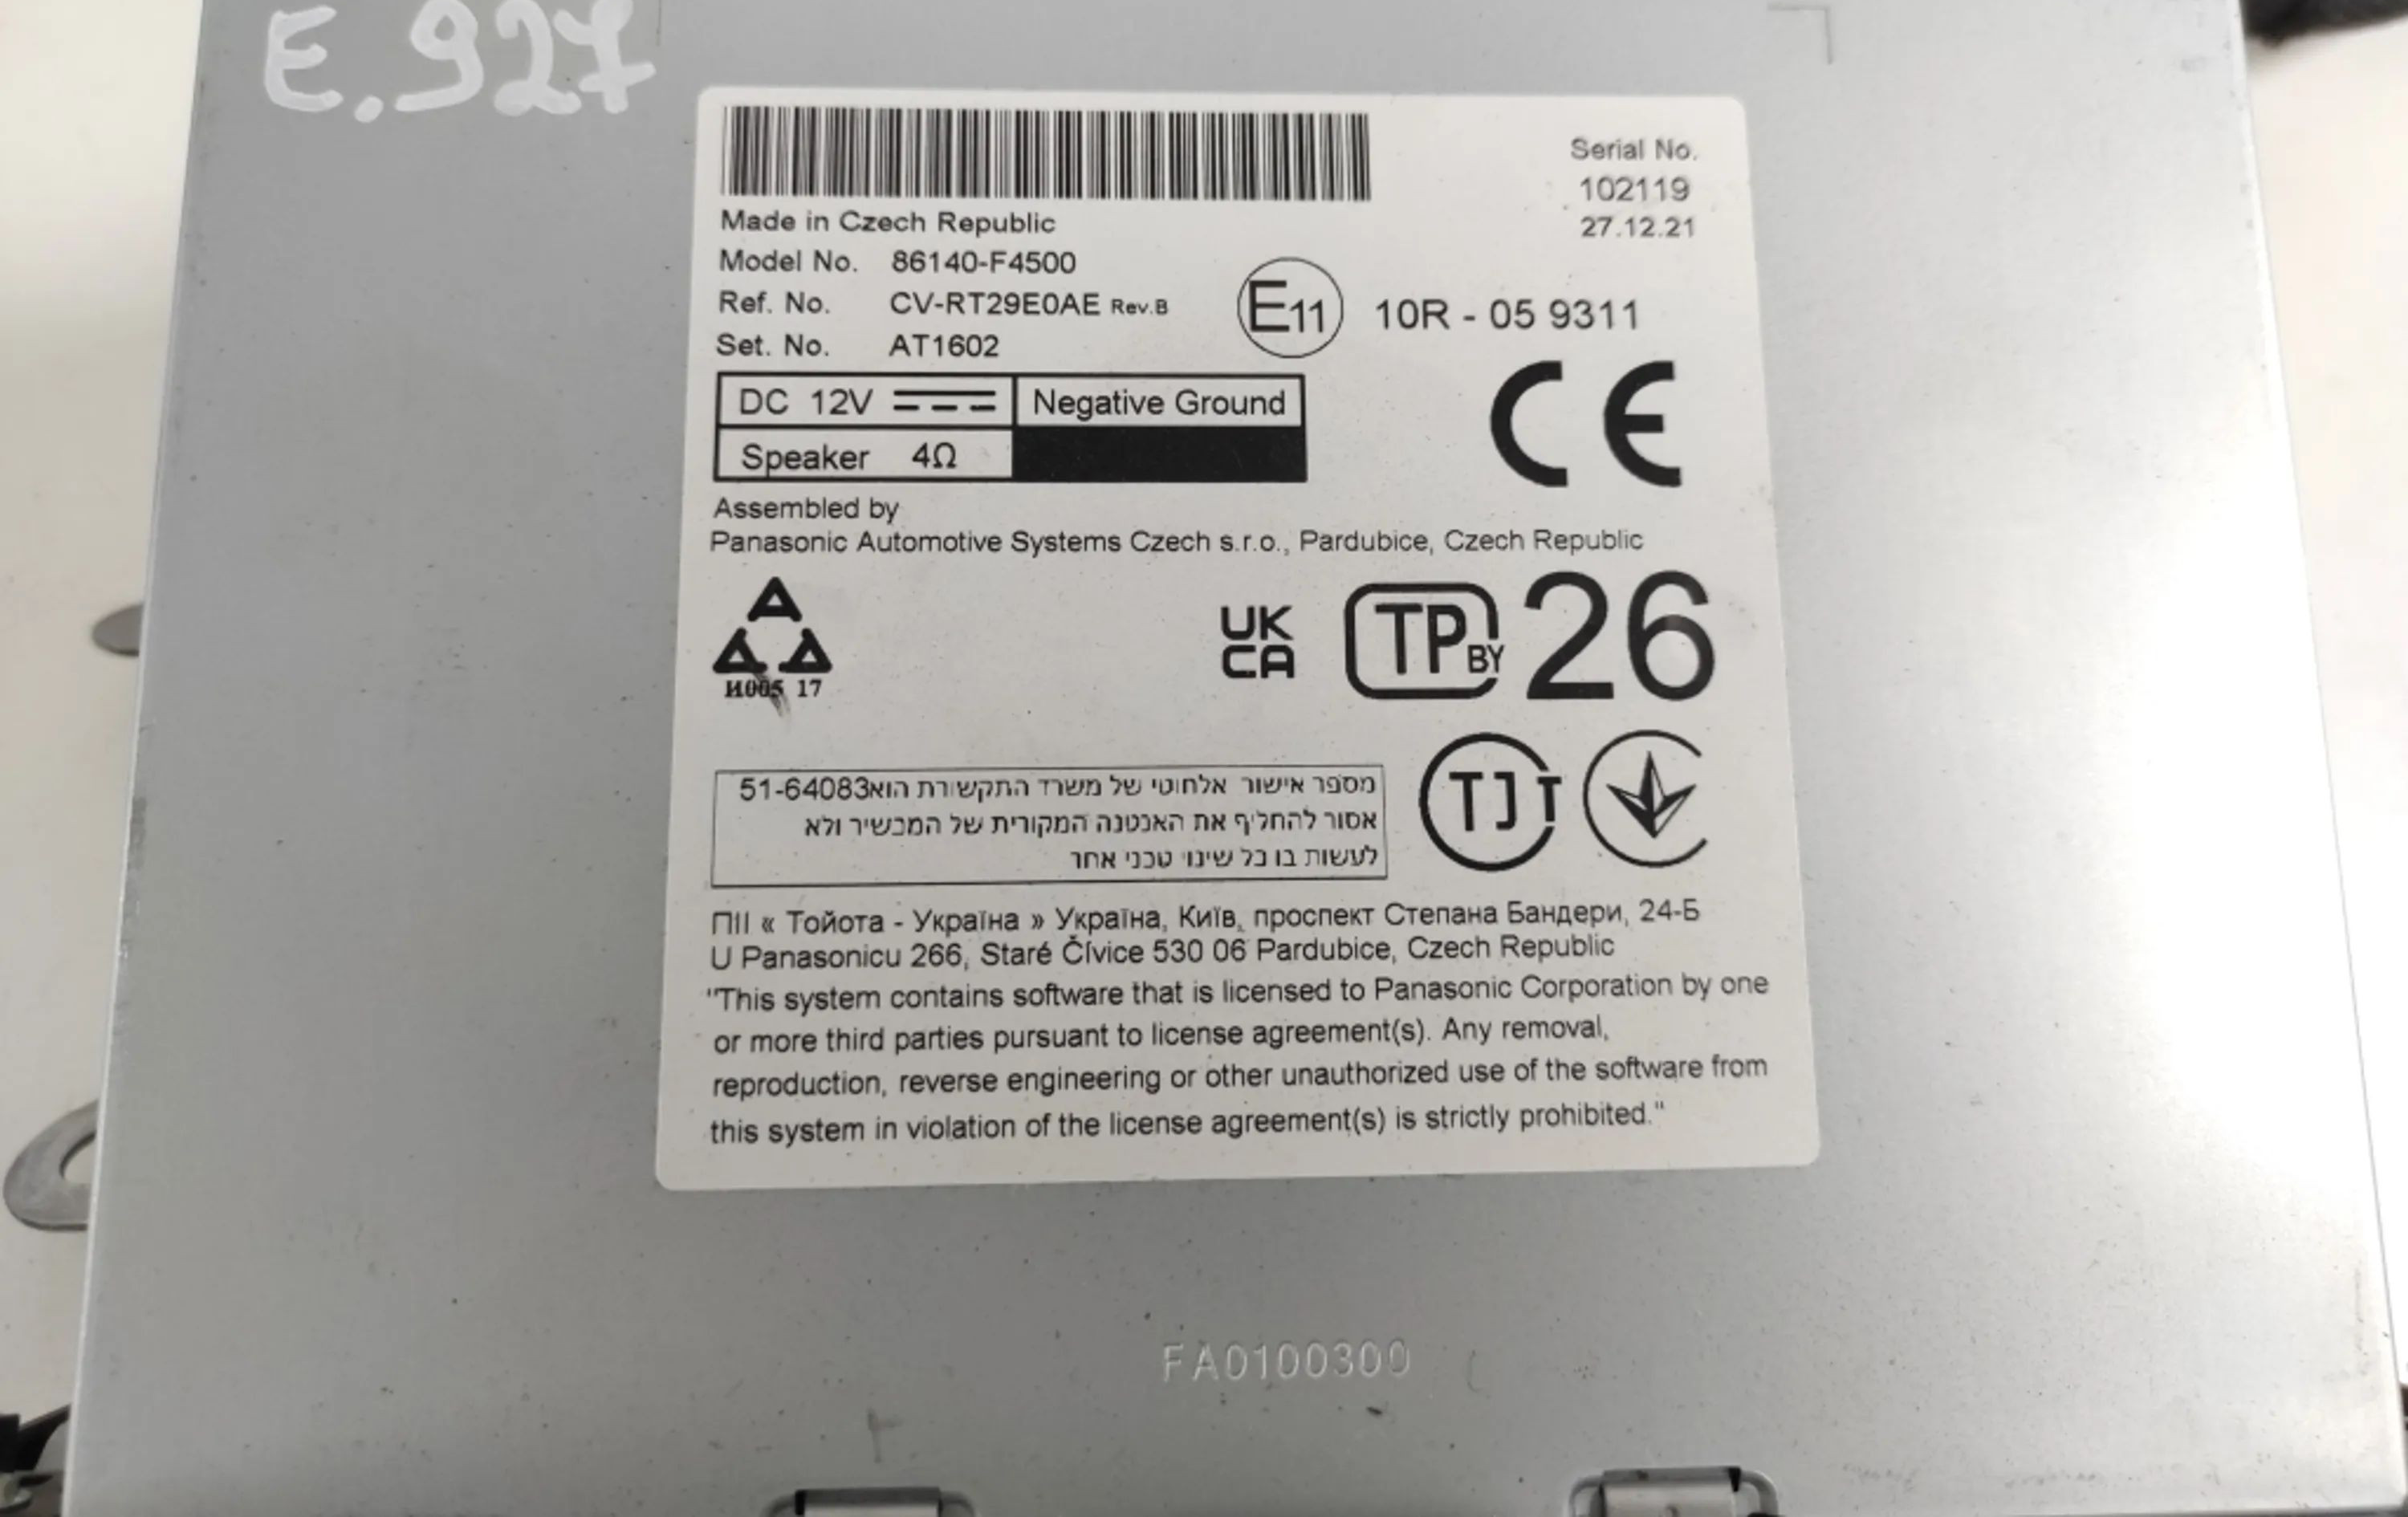 E.927
Serial No.
102119
27.12.21
Made in Czech Republic
Model No. 86140-F4500
Ref. No. CV-RT29E0AE Rev.B
Set. No. AT1602
E11 10R - 05 9311
DC 12V Negative Ground
Speaker 4Ω
CE
Assembled by
Panasonic Automotive Systems Czech s.r.o., Pardubice, Czech Republic
И005 17
UK
CA
TP BY 26
מספר אישור אלחוטי של משרד התקשורת הוא 51-64083
אסור להחליף את האנטנה המקורית של המכשיר ולא
לעשות בו כל שינוי טכני אחר
ПІІ « Тойота - Україна » Україна, Київ, проспект Степана Бандери, 24-Б
U Panasonicu 266, Staré Čívice 530 06 Pardubice, Czech Republic
"This system contains software that is licensed to Panasonic Corporation by one
or more third parties pursuant to license agreement(s). Any removal,
reproduction, reverse engineering or other unauthorized use of the software from
this system in violation of the license agreement(s) is strictly prohibited."
FA0100300